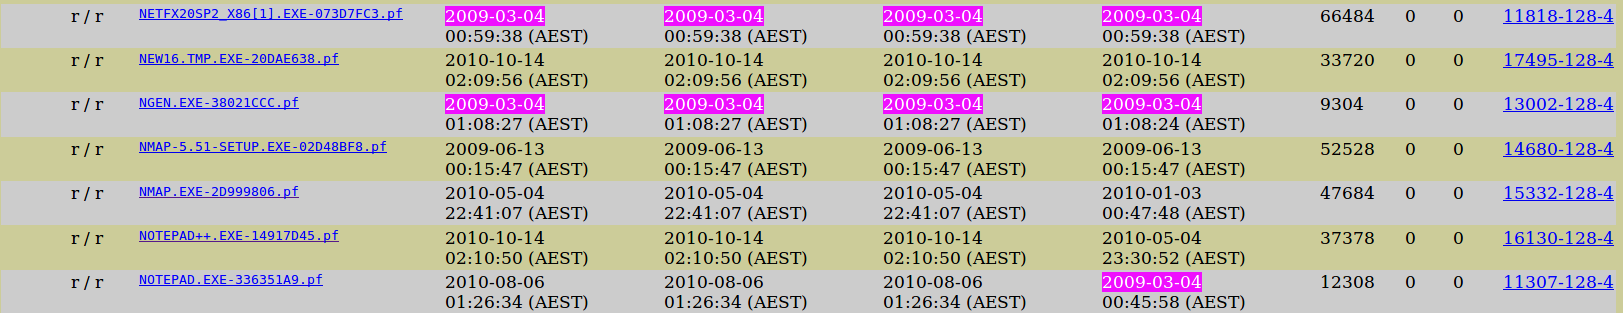 r / r NETFX20SP2_X86[1].EXE-073D7FC3.pf 2009-03-04 2009-03-04 2009-03-04 2009-03-04 66484 0 0 11818-128-4
00:59:38 (AEST) 00:59:38 (AEST) 00:59:38 (AEST) 00:59:38 (AEST)
r / r NEW16.TMP.EXE-20DAE638.pf 2010-10-14 2010-10-14 2010-10-14 2010-10-14 33720 0 0 17495-128-4
02:09:56 (AEST) 02:09:56 (AEST) 02:09:56 (AEST) 02:09:56 (AEST)
r / r NGEN.EXE-38021CCC.pf 2009-03-04 2009-03-04 2009-03-04 2009-03-04 9304 0 0 13002-128-4
01:08:27 (AEST) 01:08:27 (AEST) 01:08:27 (AEST) 01:08:24 (AEST)
r / r NMAP-5.51-SETUP.EXE-02D48BF8.pf 2009-06-13 2009-06-13 2009-06-13 2009-06-13 52528 0 0 14680-128-4
00:15:47 (AEST) 00:15:47 (AEST) 00:15:47 (AEST) 00:15:47 (AEST)
r / r NMAP.EXE-2D999806.pf 2010-05-04 2010-05-04 2010-05-04 2010-01-03 47684 0 0 15332-128-4
22:41:07 (AEST) 22:41:07 (AEST) 22:41:07 (AEST) 00:47:48 (AEST)
r / r NOTEPAD++.EXE-14917D45.pf 2010-10-14 2010-10-14 2010-10-14 2010-05-04 37378 0 0 16130-128-4
02:10:50 (AEST) 02:10:50 (AEST) 02:10:50 (AEST) 23:30:52 (AEST)
r / r NOTEPAD.EXE-336351A9.pf 2010-08-06 2010-08-06 2010-08-06 2009-03-04 12308 0 0 11307-128-4
01:26:34 (AEST) 01:26:34 (AEST) 01:26:34 (AEST) 00:45:58 (AEST)